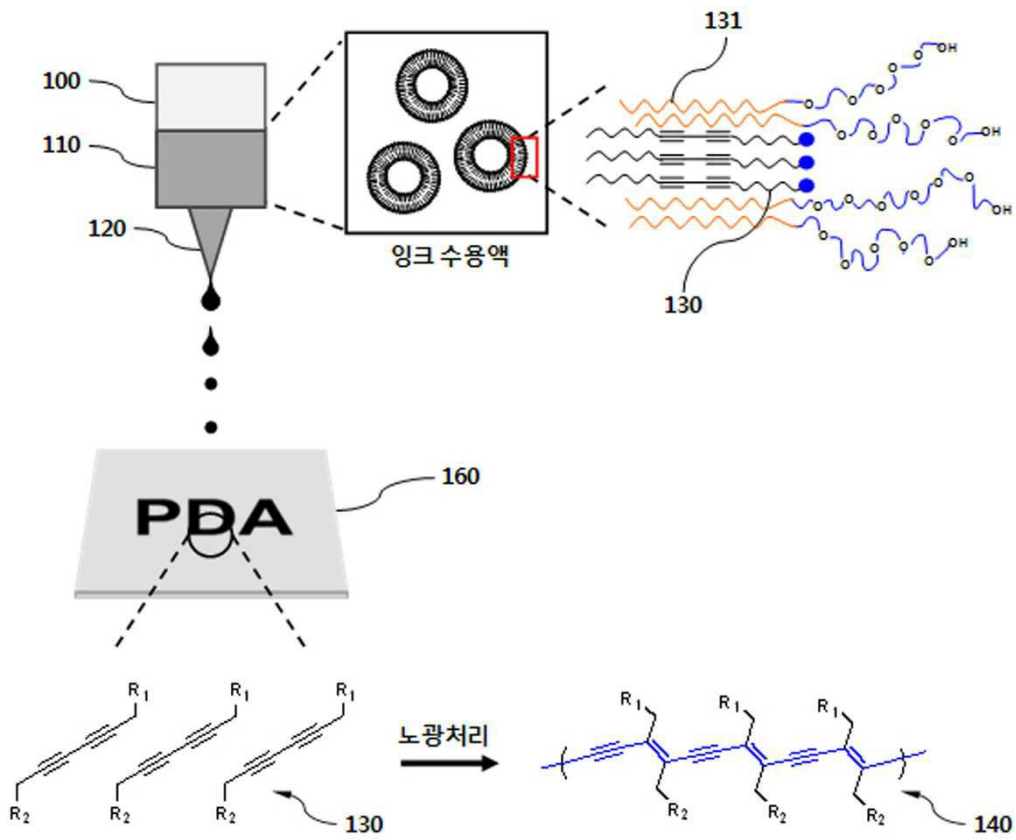 131
100
110
120
O O O O OH
O O O O OH
O O O O O OH
O O O O O OH
잉크 수용액
130
160
PDA
R1 R1 R1
R2 R2 R2
노광처리
130
R1 R1 R1
( )
R2 R2 R2
140